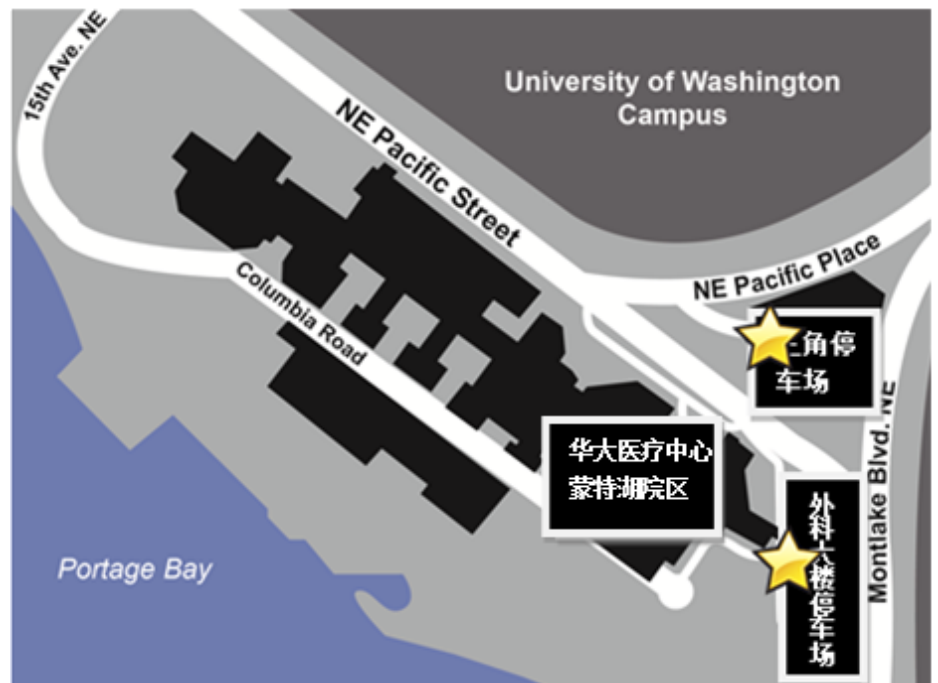 15th Ave. NE
NE Pacific Street
University of Washington
Campus
NE Pacific Place
Columbia Road
角停
车场
华大医疗中心
蒙特湖院区
Montlake Blvd. NE
外科大楼停车场
Portage Bay